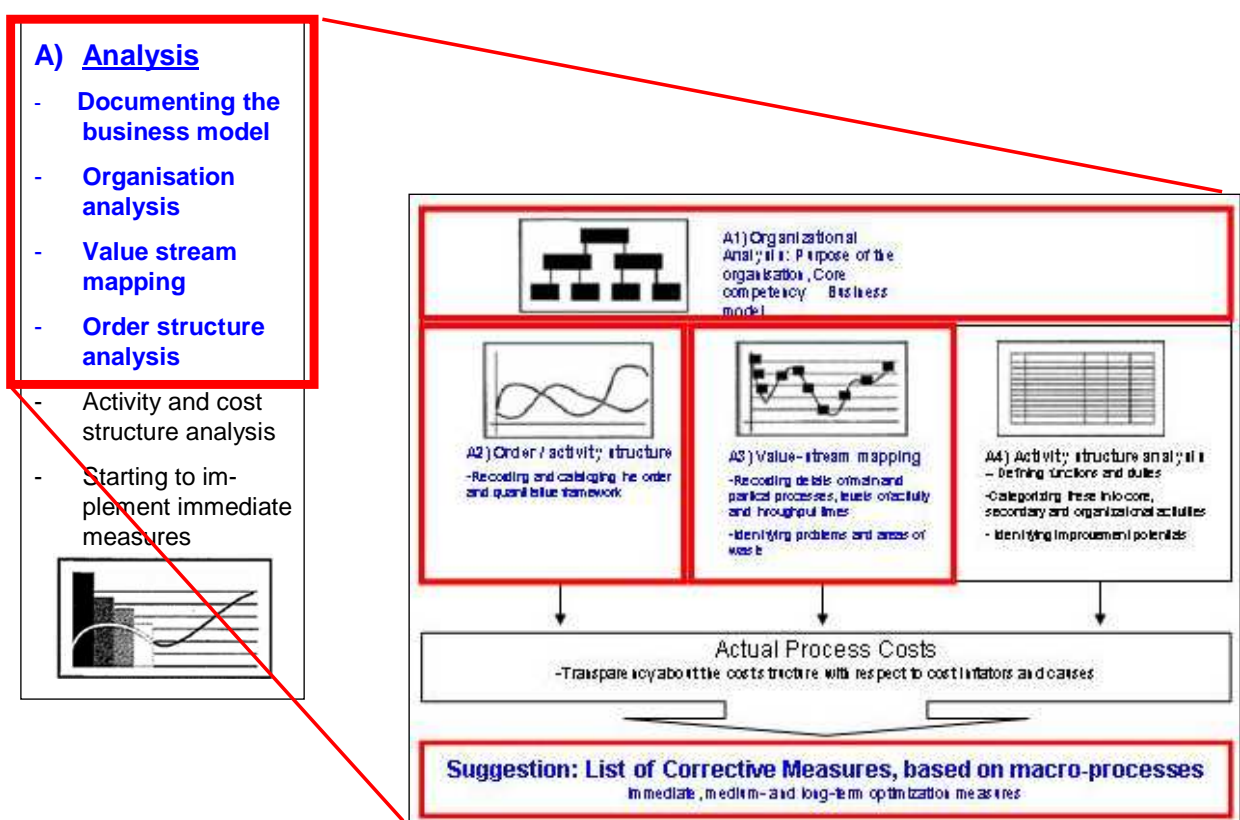 A) Analysis
- Documenting the
business model
- Organisation
analysis
- Value stream
mapping
- Order structure
analysis
- Activity and cost
structure analysis
- Starting to im-
plement immediate
measures
A1) Organizational
Analysis: Purpose of the
organisation, Core
competency Business
model
A2) Order / activity structure
-Recording and cataloging the order
and quantitative framework
A3) Value-stream mapping
-Recording details of main and
partical processes, levels of activity
and throughput times
-Identifying problems and areas of
waste
A4) Activity structure analysis
- Defining functions and duties
-Categorizing these into core,
secondary and organizational activities
- Identifying improvement potentials
Actual Process Costs
-Transparency about the cost structure with respect to cost inflators and causes
Suggestion: List of Corrective Measures, based on macro-processes
immediate, medium- and long-term optimization measures